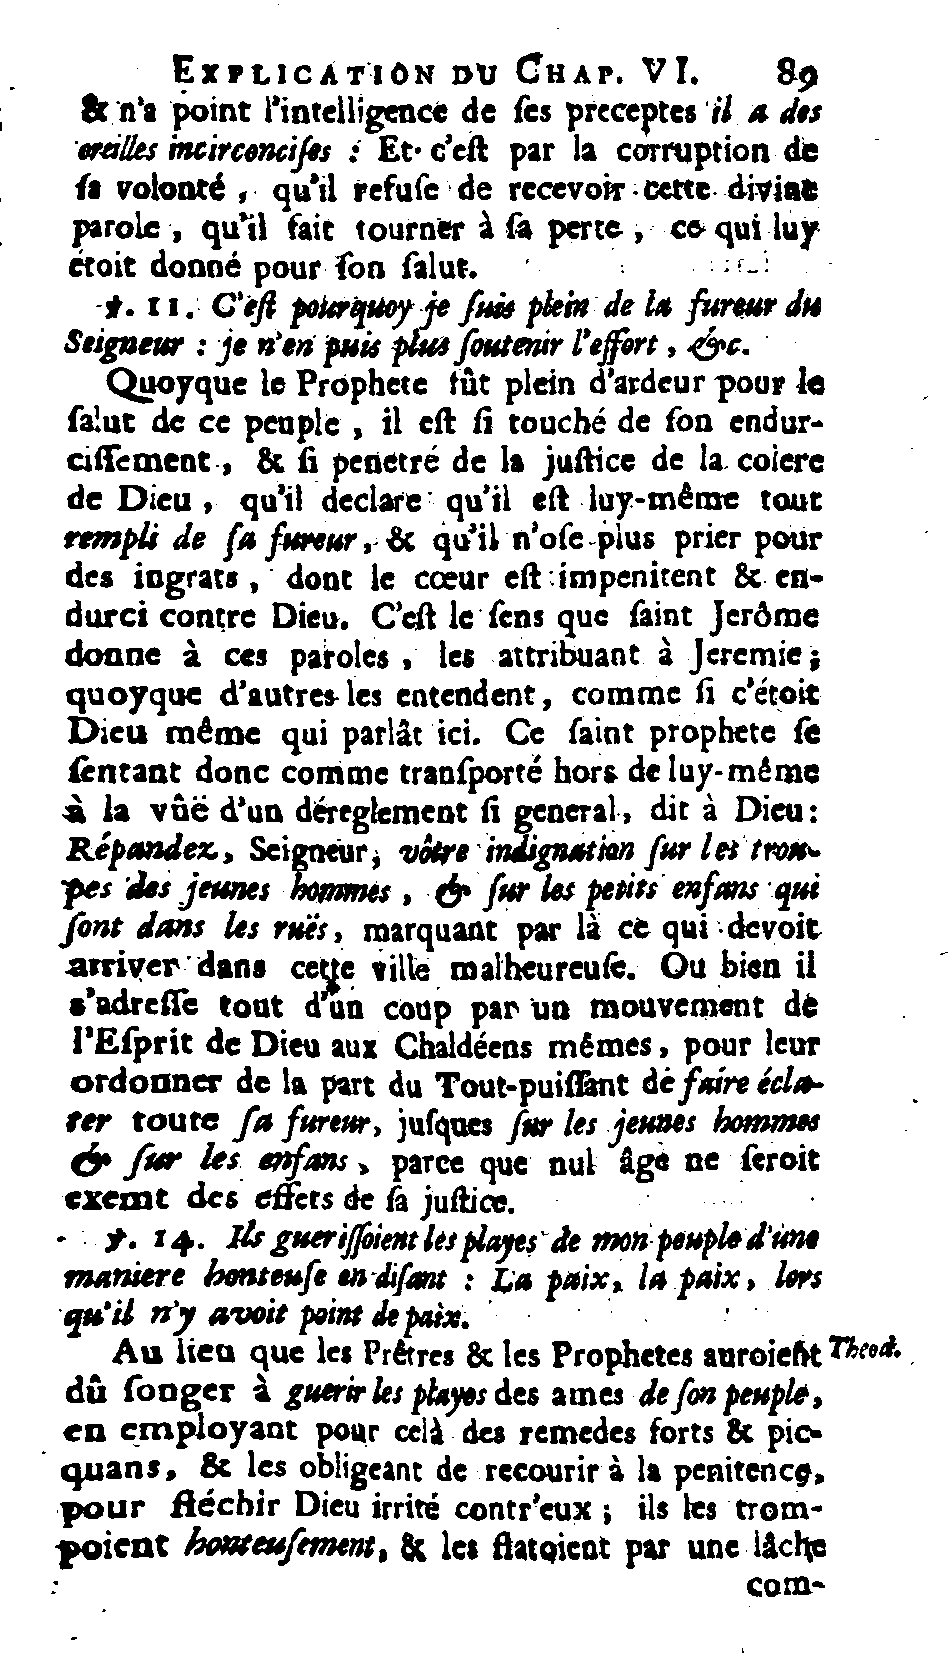 EXPLICATION DU CHAP. VI. 89
& n'a point l'intelligence de ſes preceptes il a des
oreilles incirconciſes : Et c'eſt par la corruption de
ſa volonté, qu'il refuſe de recevoir cette divine
parole, qu'il fait tourner à ſa perte, ce qui luy
étoit donné pour ſon ſalut.
℣. 11. C'eſt pourquoy je ſuis plein de la fureur du
Seigneur : je n'en puis plus ſoutenir l'effort, &c.
Quoyque le Prophete fût plein d'ardeur pour le
ſalut de ce peuple, il eſt ſi touché de ſon endur-
ciſſement, & ſi penetré de la juſtice de la colere
de Dieu, qu'il declare qu'il eſt luy-même tout
rempli de ſa fureur, & qu'il n'oſe plus prier pour
des ingrats, dont le cœur eſt impenitent & en-
durci contre Dieu. C'eſt le ſens que ſaint Jerôme
donne à ces paroles, les attribuant à Jeremie;
quoyque d'autres les entendent, comme ſi c'étoit
Dieu même qui parlât ici. Ce ſaint prophete ſe
ſentant donc comme tranſporté hors de luy-même
à la vûë d'un déreglement ſi general, dit à Dieu:
Répandez, Seigneur, vôtre indignation ſur les trou-
pes des jeunes hommes, & ſur les petits enfans qui
ſont dans les ruës, marquant par là ce qui devoit
arriver dans cette ville malheureuſe. Ou bien il
s'adreſſe tout d'un coup par un mouvement de
l'Eſprit de Dieu aux Chaldéens mêmes, pour leur
ordonner de la part du Tout-puiſſant de faire écla-
ter toute ſa fureur, juſques ſur les jeunes hommes
& ſur les enfans, parce que nul âge ne ſeroit
exemt des effets de ſa juſtice.
℣. 14. Ils gueriſſoient les playes de mon peuple d'une
maniere honteuſe en diſant : La paix, la paix, lors
qu'il n'y avoit point de paix.
Au lieu que les Prêtres & les Prophetes auroient Theod.
dû ſonger à guerir les playes des ames de ſon peuple,
en employant pour celà des remedes forts & pic-
quans, & les obligeant de recourir à la penitence,
pour fléchir Dieu irrité contr'eux ; ils les trom-
poient honteuſement, & les flatoient par une lâche
com-